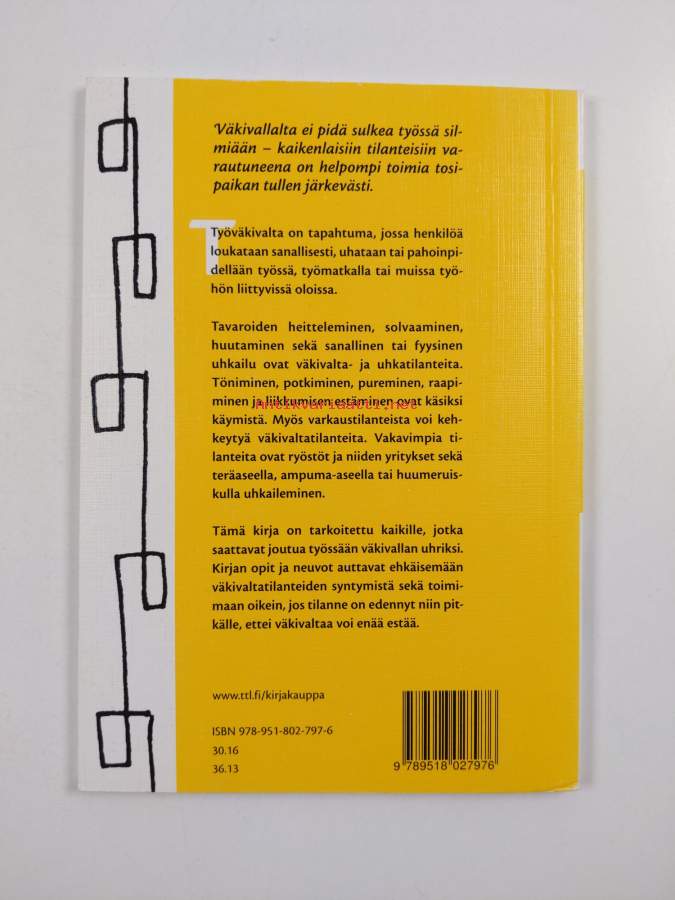 Väkivallalta ei pidä sulkea työssä sil-
miään – kaikenlaisiin tilanteisiin va-
rautuneena on helpompi toimia tosi-
paikan tullen järkevästi.
Työväkivalta on tapahtuma, jossa henkilöä
loukataan sanallisesti, uhataan tai pahoinpi-
dellään työssä, työmatkalla tai muissa työ-
hön liittyvissä oloissa.
Tavaroiden heitteleminen, solvaaminen,
huutaminen sekä sanallinen tai fyysinen
uhkailu ovat väkivalta- ja uhkatilanteita.
Töniminen, potkiminen, pureminen, raapi-
minen ja liikkumisen estäminen ovat käsiksi
Antikvariaatti.net
käymistä. Myös varkaustilanteista voi keh-
keytyä väkivaltatilanteita. Vakavimpia ti-
lanteita ovat ryöstöt ja niiden yritykset sekä
teräaseella, ampuma-aseella tai huumeruis-
kulla uhkaileminen.
Tämä kirja on tarkoitettu kaikille, jotka
saattavat joutua työssään väkivallan uhriksi.
Kirjan opit ja neuvot auttavat ehkäisemään
väkivaltatilanteiden syntymistä sekä toimi-
maan oikein, jos tilanne on edennyt niin pit-
källe, ettei väkivaltaa voi enää estää.
www.ttl.fi/kirjakauppa
ISBN 978-951-802-797-6
30.16
36.13
9 789518 027976